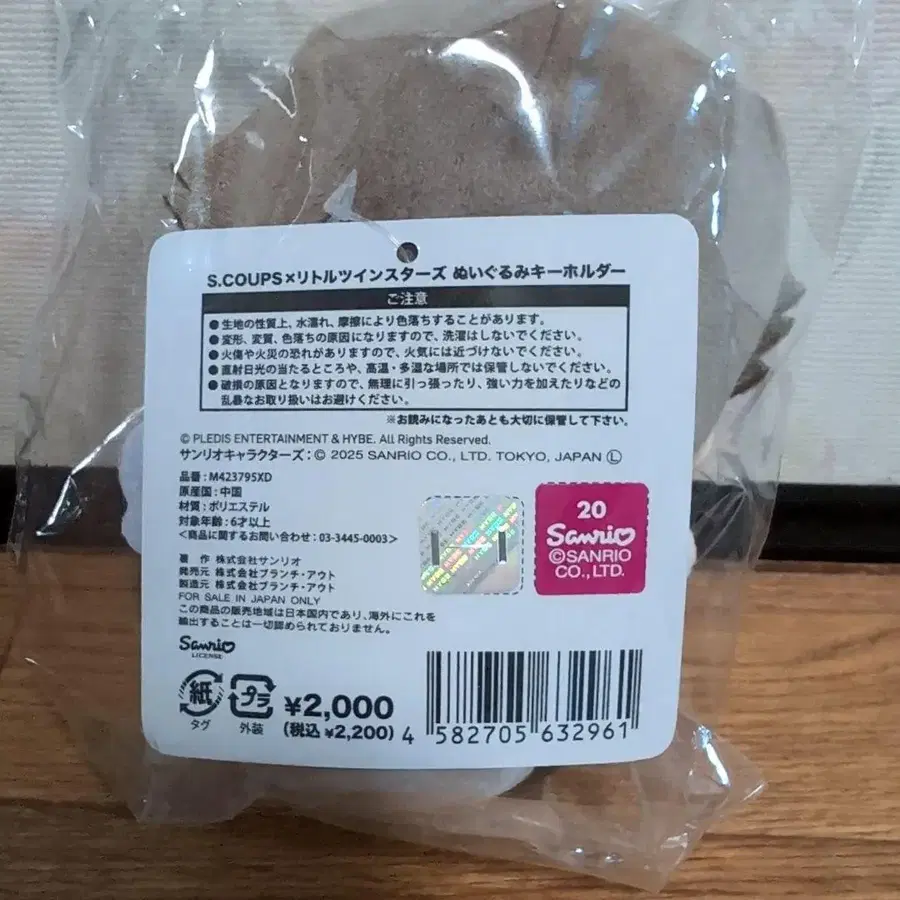 S.COUPS×リトルツインスターズ ぬいぐるみキーホルダー
ご注意
●生地の性質上、水濡れ、摩擦により色落ちすることがあります。
●変形、変質、色落ちの原因になりますので、洗濯はしないでください。
●火傷や火災の恐れがありますので、火気には近づけないでください。
●直射日光の当たるところや、高温・多湿な場所では保管しないでください。
●破損の原因となりますので、無理に引っ張ったり、強い力を加えたりなどの
乱暴なお取り扱いはお避けください。
※お読みになったあとも大切に保管して下さい。
© PLEDIS ENTERTAINMENT & HYBE. All Rights Reserved.
サンリオキャラクターズ：© 2025 SANRIO CO., LTD. TOKYO, JAPAN Ⓛ
品番：M423795XD
原産国：中国
材質：ポリエステル
対象年齢：6才以上
<商品に関するお問い合わせ：03-3445-0003>
著 作 株式会社サンリオ
発売元 株式会社ブランチ・アウト
製造元 株式会社ブランチ・アウト
FOR SALE IN JAPAN ONLY
この商品の販売地域は日本国内であり、海外にこれを
輸出することは一切認められておりません。
20
Sanrio
©SANRIO
CO., LTD.
Sanrio
LICENSE
紙
タグ
プラ
外装
¥2,000
(税込 ¥2,200)
4 582705 632961